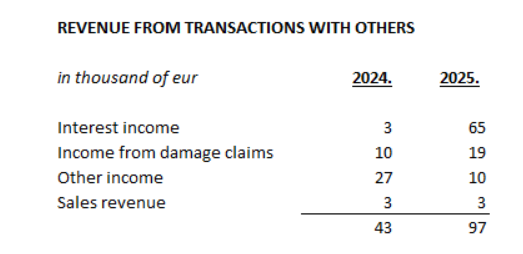 REVENUE FROM TRANSACTIONS WITH OTHERS
in thousand of eur 2024. 2025.
Interest income 3 65
Income from damage claims 10 19
Other income 27 10
Sales revenue 3 3
43 97